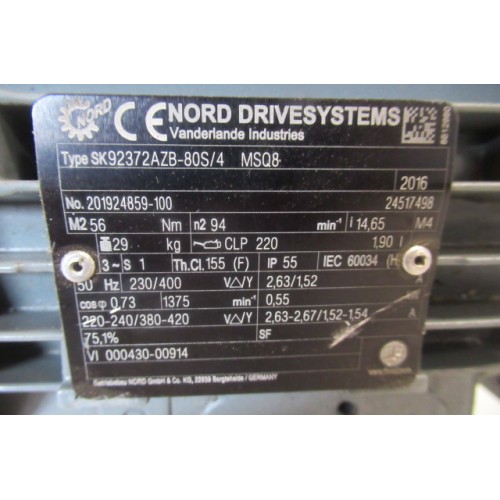 NORD
CE NORD DRIVESYSTEMS
Vanderlande Industries
Type SK92372AZB-80S/4 MSQ8
2016
No. 201924859-100 24517498
M2 56 Nm n2 94 min⁻¹ i 14,65 M4
29 kg CLP 220 1.90 l
3~ S 1 Th.Cl. 155 (F) IP 55 IEC 60034 (H)
50 Hz 230/400 V△/Y 2,63/1,52 A
cos φ 0,73 1375 min⁻¹ 0,55
220-240/380-420 V△/Y 2,63-2,67/1,52-1,54 A
75,1% SF
VI 000430-00914
Getriebebau NORD GmbH & Co. KG, 22939 Bargteheide / GERMANY